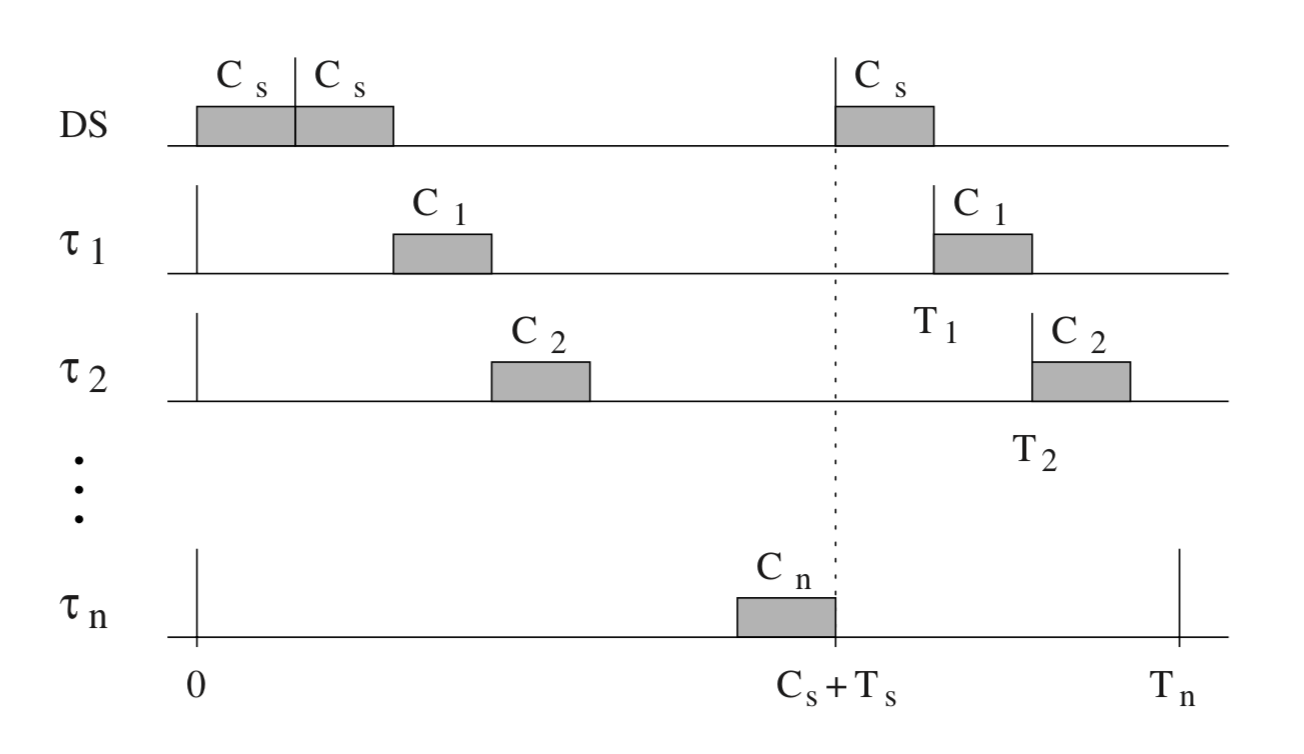 C s C s C s
DS
C 1 C 1
τ 1
T 1
C 2 C 2
τ 2
T 2
C n
τ n
0 C s + T s T n